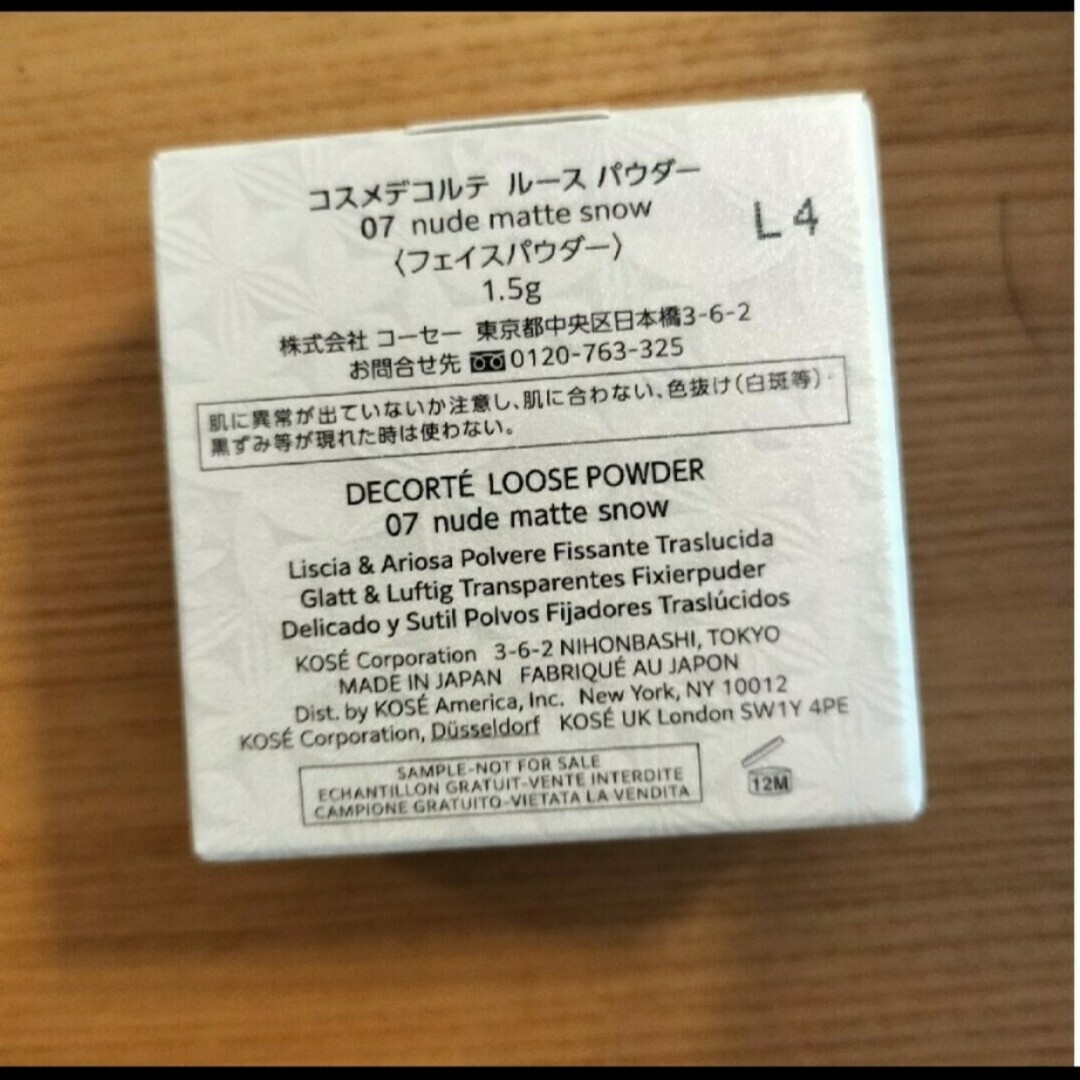 コスメデコルテ ルース パウダー
07 nude matte snow
L4
〈フェイスパウダー〉
1.5g
株式会社 コーセー 東京都中央区日本橋3-6-2
お問合せ先 0120-763-325
肌に異常が出ていないか注意し、肌に合わない、色抜け(白斑等)・
黒ずみ等が現れた時は使わない。
DECORTÉ LOOSE POWDER
07 nude matte snow
Liscia & Ariosa Polvere Fissante Traslucida
Glatt & Luftig Transparentes Fixierpuder
Delicado y Sutil Polvos Fijadores Traslúcidos
KOSÉ Corporation 3-6-2 NIHONBASHI, TOKYO
MADE IN JAPAN FABRIQUÉ AU JAPON
Dist. by KOSÉ America, Inc. New York, NY 10012
KOSÉ Corporation, Düsseldorf KOSÉ UK London SW1Y 4PE
SAMPLE-NOT FOR SALE
ECHANTILLON GRATUIT-VENTE INTERDITE
CAMPIONE GRATUITO-VIETATA LA VENDITA
12M